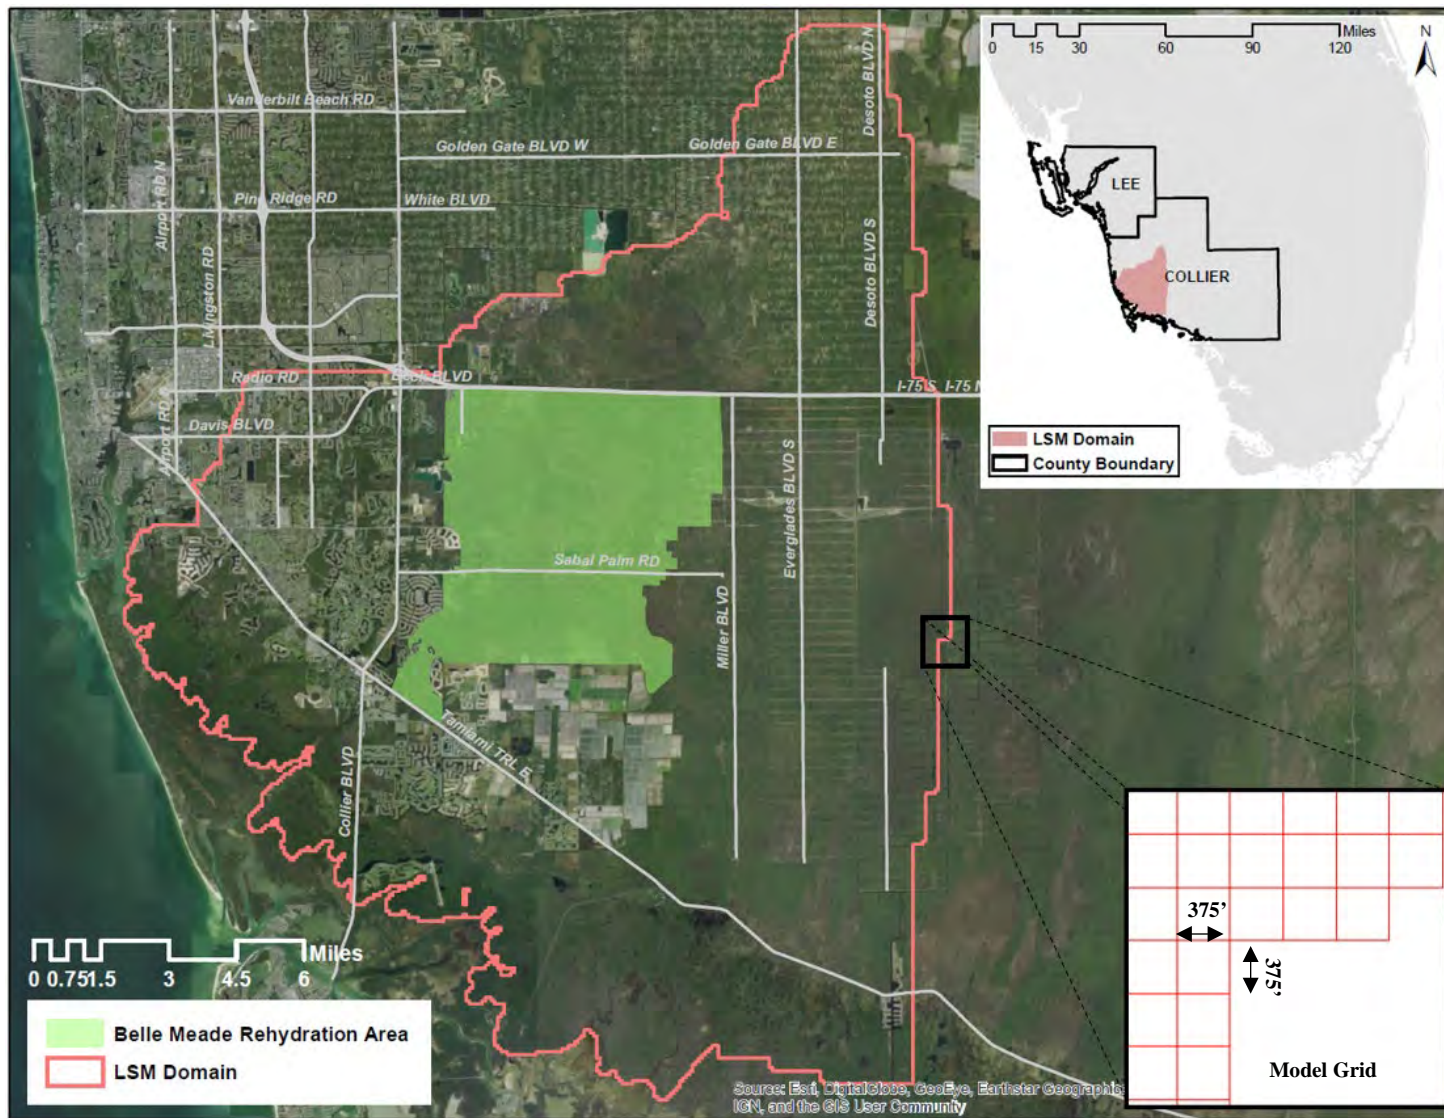 Vanderbilt Beach RD
Golden Gate BLVD W
Golden Gate BLVD E
Desoto BLVD N
Airport RD N
Pine Ridge RD
White BLVD
Livingston RD
Desoto BLVD S
Radio RD
Beck BLVD
I-75 S
I-75 N
Davis BLVD
Airport RD S
Everglades BLVD S
Sabal Palm RD
Miller BLVD
Tamiami TRL E
Collier BLVD
Miles
0 15 30 60 90 120
N
LEE
COLLIER
LSM Domain
County Boundary
375'
375'
Model Grid
Miles
0 0.75 1.5 3 4.5 6
Belle Meade Rehydration Area
LSM Domain
Source: Esri, DigitalGlobe, GeoEye, Earthstar Geographic
IGN, and the GIS User Community